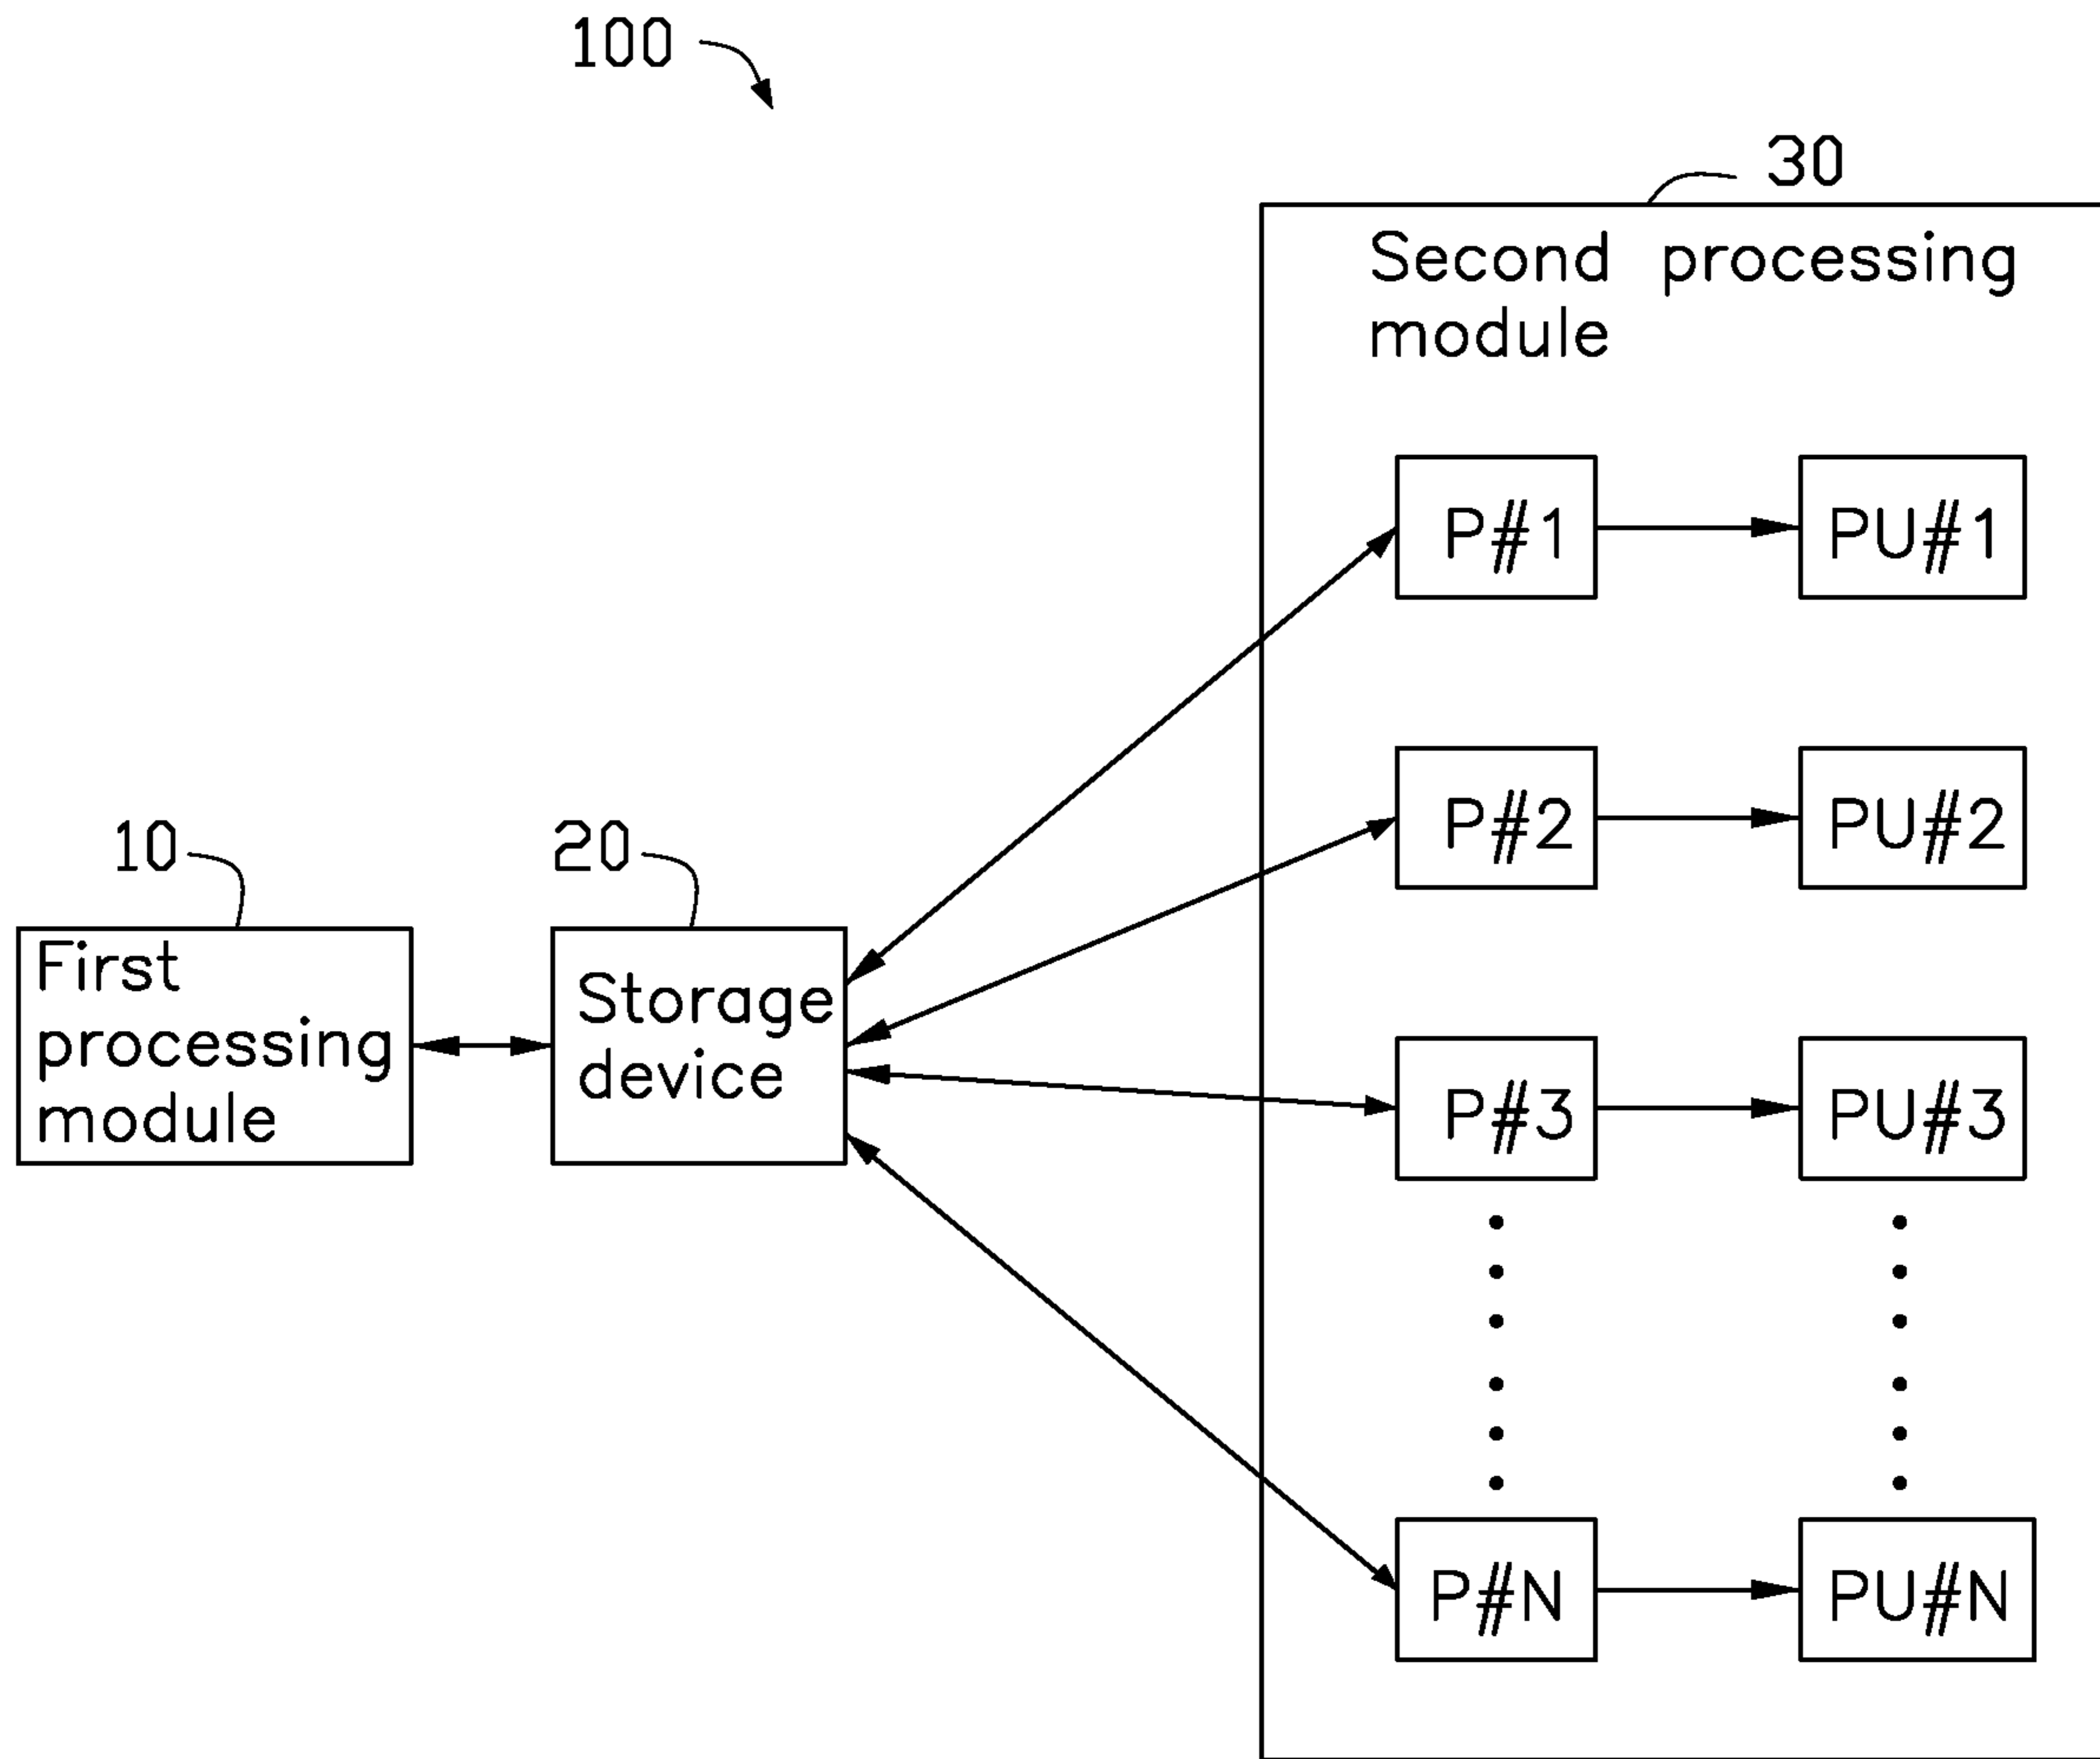 100
30
Second processing
module
P#1 PU#1
P#2 PU#2
10 20
First
processing
module
Storage
device
P#3 PU#3
P#N PU#N